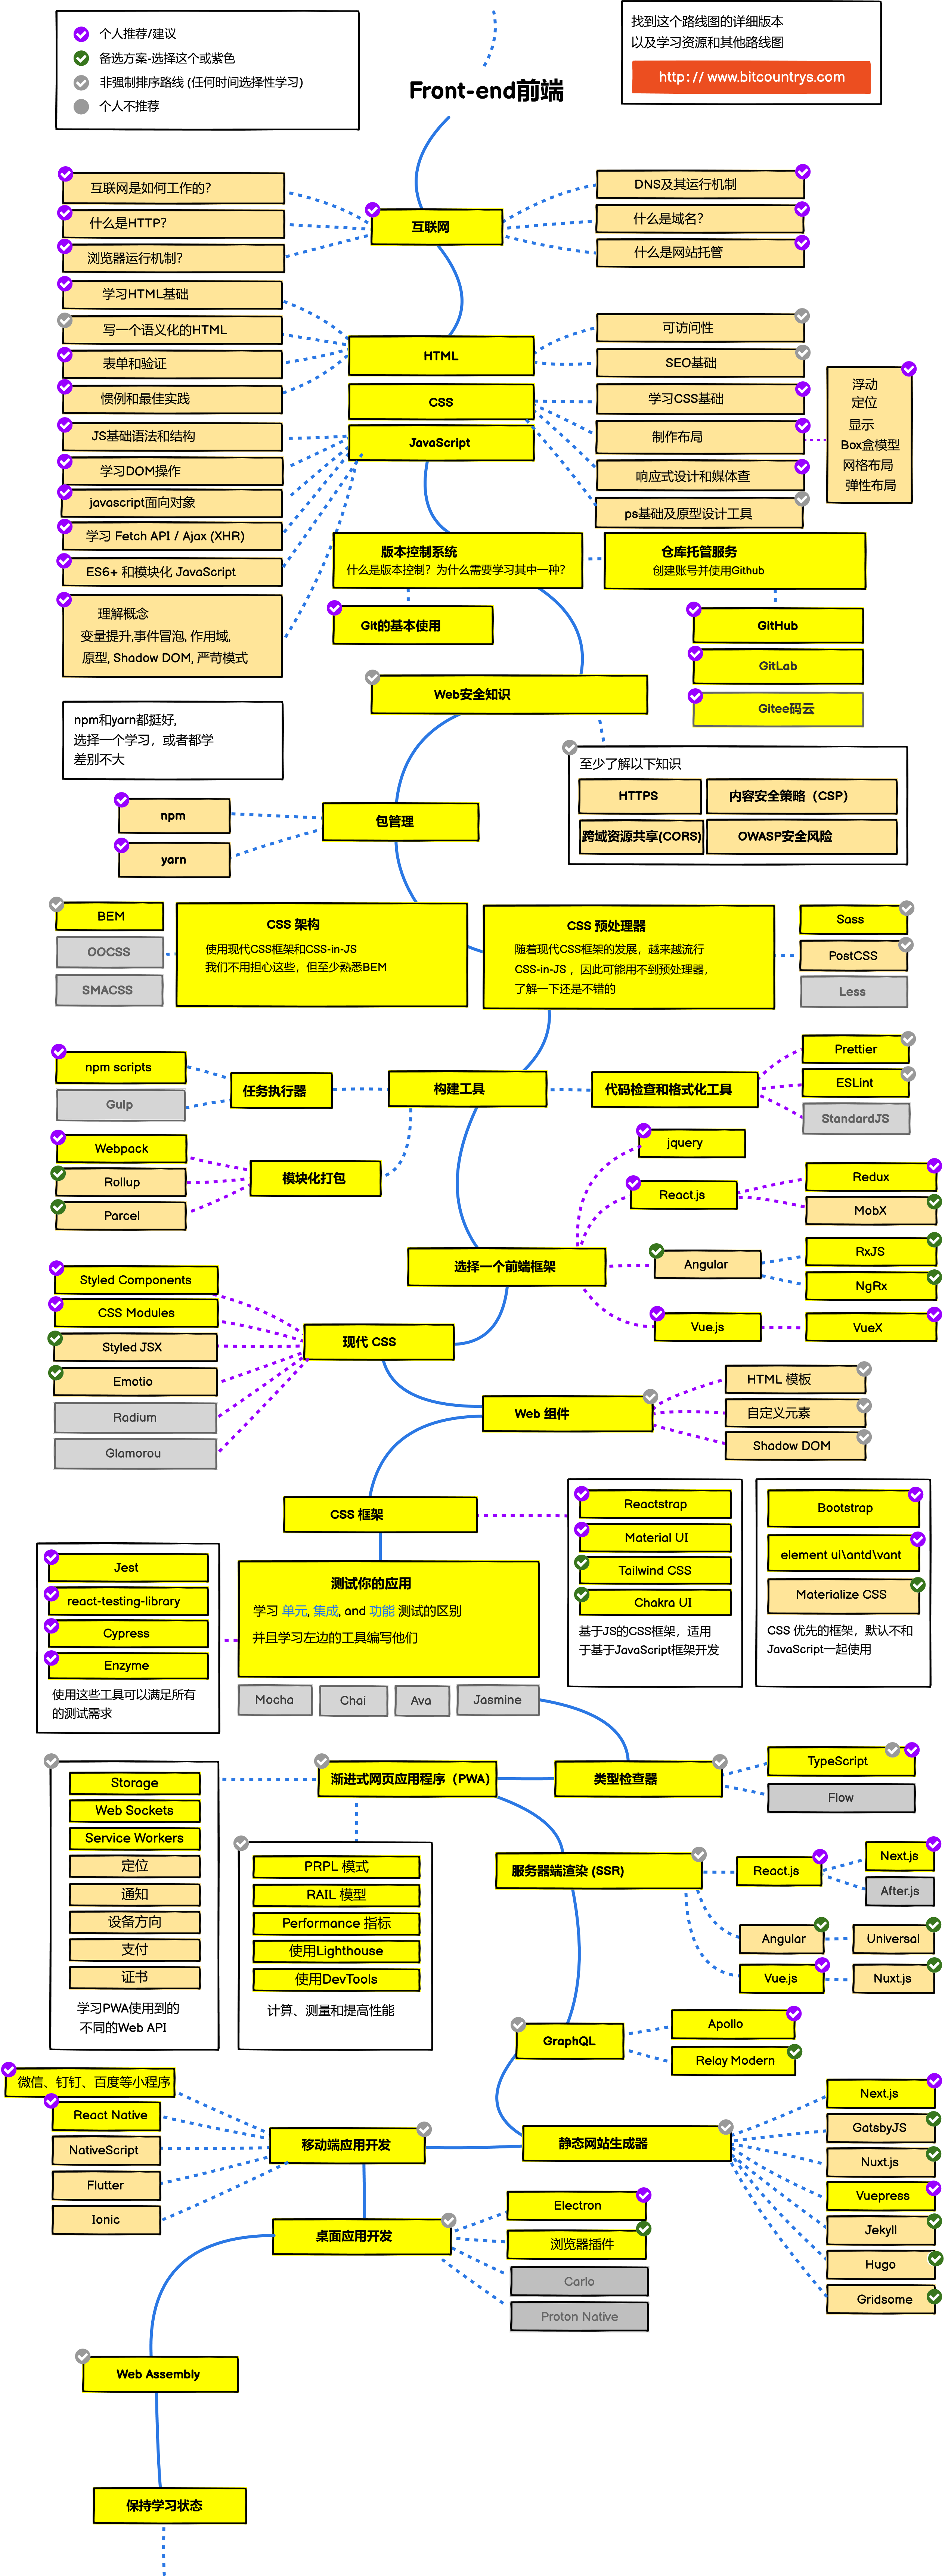 个人推荐/建议
备选方案-选择这个或紫色
非强制排序路线 (任何时间选择性学习)
个人不推荐
找到这个路线图的详细版本
以及学习资源和其他路线图
http: // www.bitcountrys.com
Front-end前端
互联网是如何工作的?
什么是HTTP?
浏览器运行机制?
互联网
DNS及其运行机制
什么是域名?
什么是网站托管
学习HTML基础
写一个语义化的HTML
表单和验证
惯例和最佳实践
HTML
可访问性
SEO基础
CSS
学习CSS基础
制作布局
响应式设计和媒体查
ps基础及原型设计工具
浮动
定位
显示
Box盒模型
网格布局
弹性布局
JavaScript
JS基础语法和结构
学习DOM操作
javascript面向对象
学习 Fetch API / Ajax (XHR)
ES6+ 和模块化 JavaScript
理解概念
变量提升,事件冒泡, 作用域,
原型, Shadow DOM, 严苛模式
版本控制系统
什么是版本控制? 为什么需要学习其中一种?
仓库托管服务
创建账号并使用Github
Git的基本使用
GitHub
GitLab
Gitee码云
Web安全知识
至少了解以下知识
HTTPS
内容安全策略（CSP）
跨域资源共享(CORS)
OWASP安全风险
npm和yarn都挺好,
选择一个学习，或者都学
差别不大
npm
yarn
包管理
BEM
OOCSS
SMACSS
CSS 架构
使用现代CSS框架和CSS-in-JS
我们不用担心这些，但至少熟悉BEM
CSS 预处理器
随着现代CSS框架的发展，越来越流行
CSS-in-JS ，因此可能用不到预处理器，
了解一下还是不错的
Sass
PostCSS
Less
npm scripts
Gulp
任务执行器
构建工具
代码检查和格式化工具
Prettier
ESLint
StandardJS
Webpack
Rollup
Parcel
模块化打包
jquery
React.js
Redux
MobX
选择一个前端框架
Angular
RxJS
NgRx
Vue.js
VueX
Styled Components
CSS Modules
Styled JSX
Emotio
Radium
Glamorou
现代 CSS
Web 组件
HTML 模板
自定义元素
Shadow DOM
CSS 框架
Reactstrap
Material UI
Tailwind CSS
Chakra UI
基于JS的CSS框架，适用
于基于JavaScript框架开发
Bootstrap
element ui\antd\vant
Materialize CSS
CSS 优先的框架，默认不和
JavaScript一起使用
Jest
react-testing-library
Cypress
Enzyme
使用这些工具可以满足所有
的测试需求
测试你的应用
学习 单元, 集成, and 功能 测试的区别
并且学习左边的工具编写他们
Mocha
Chai
Ava
Jasmine
渐进式网页应用程序（PWA）
类型检查器
TypeScript
Flow
Storage
Web Sockets
Service Workers
定位
通知
设备方向
支付
证书
学习PWA使用到的
不同的Web API
PRPL 模式
RAIL 模型
Performance 指标
使用Lighthouse
使用DevTools
计算、测量和提高性能
服务器端渲染 (SSR)
React.js
Next.js
After.js
Angular
Universal
Vue.js
Nuxt.js
GraphQL
Apollo
Relay Modern
微信、钉钉、百度等小程序
React Native
NativeScript
Flutter
Ionic
移动端应用开发
静态网站生成器
Next.js
GatsbyJS
Nuxt.js
Vuepress
Jekyll
Hugo
Gridsome
桌面应用开发
Electron
浏览器插件
Carlo
Proton Native
Web Assembly
保持学习状态